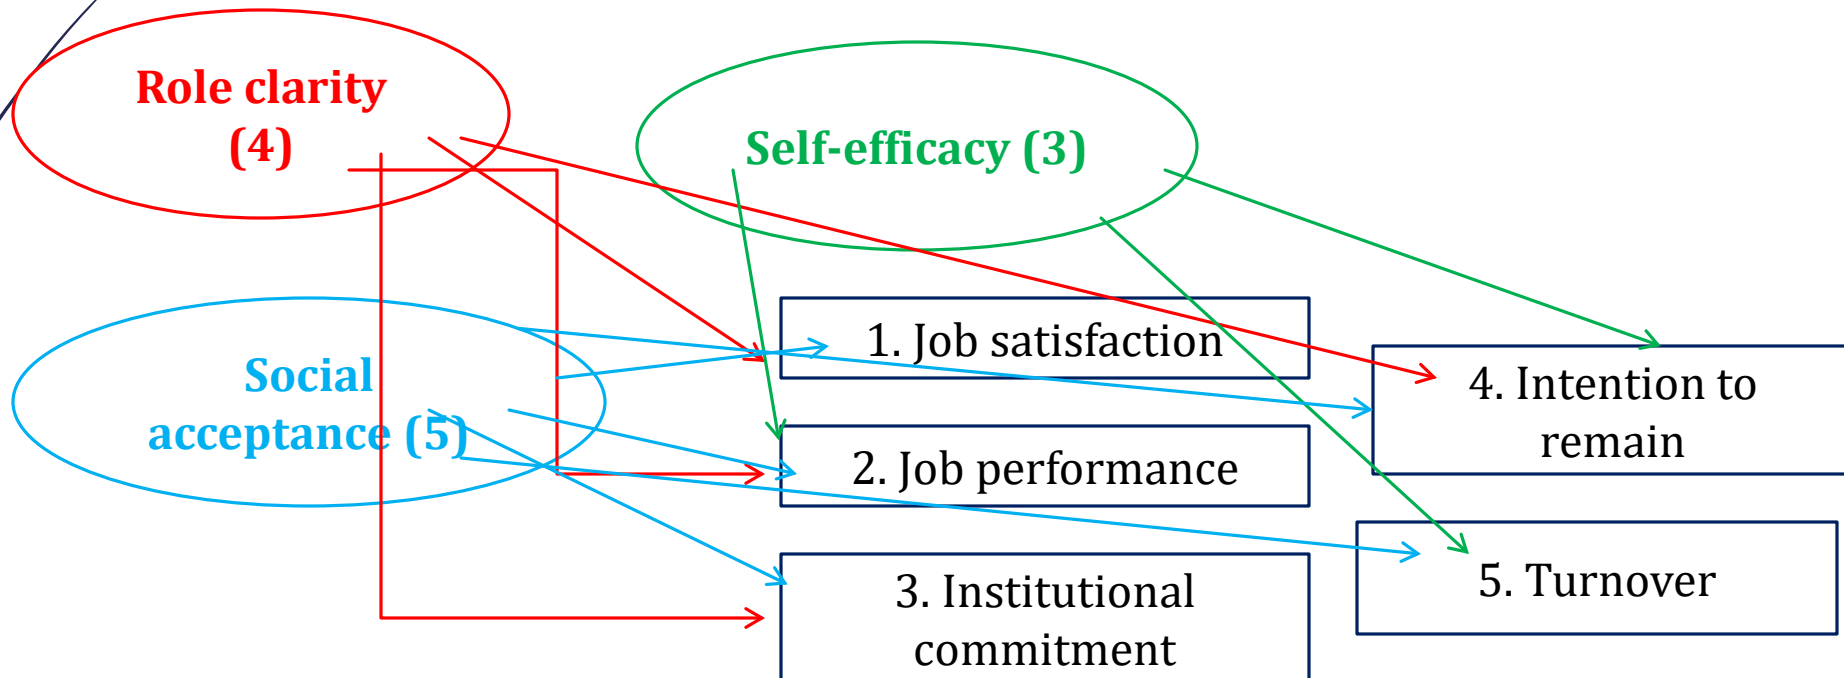 Role clarity
(4)
Self-efficacy (3)
Social
acceptance (5)
1. Job satisfaction
2. Job performance
3. Institutional
commitment
4. Intention to
remain
5. Turnover